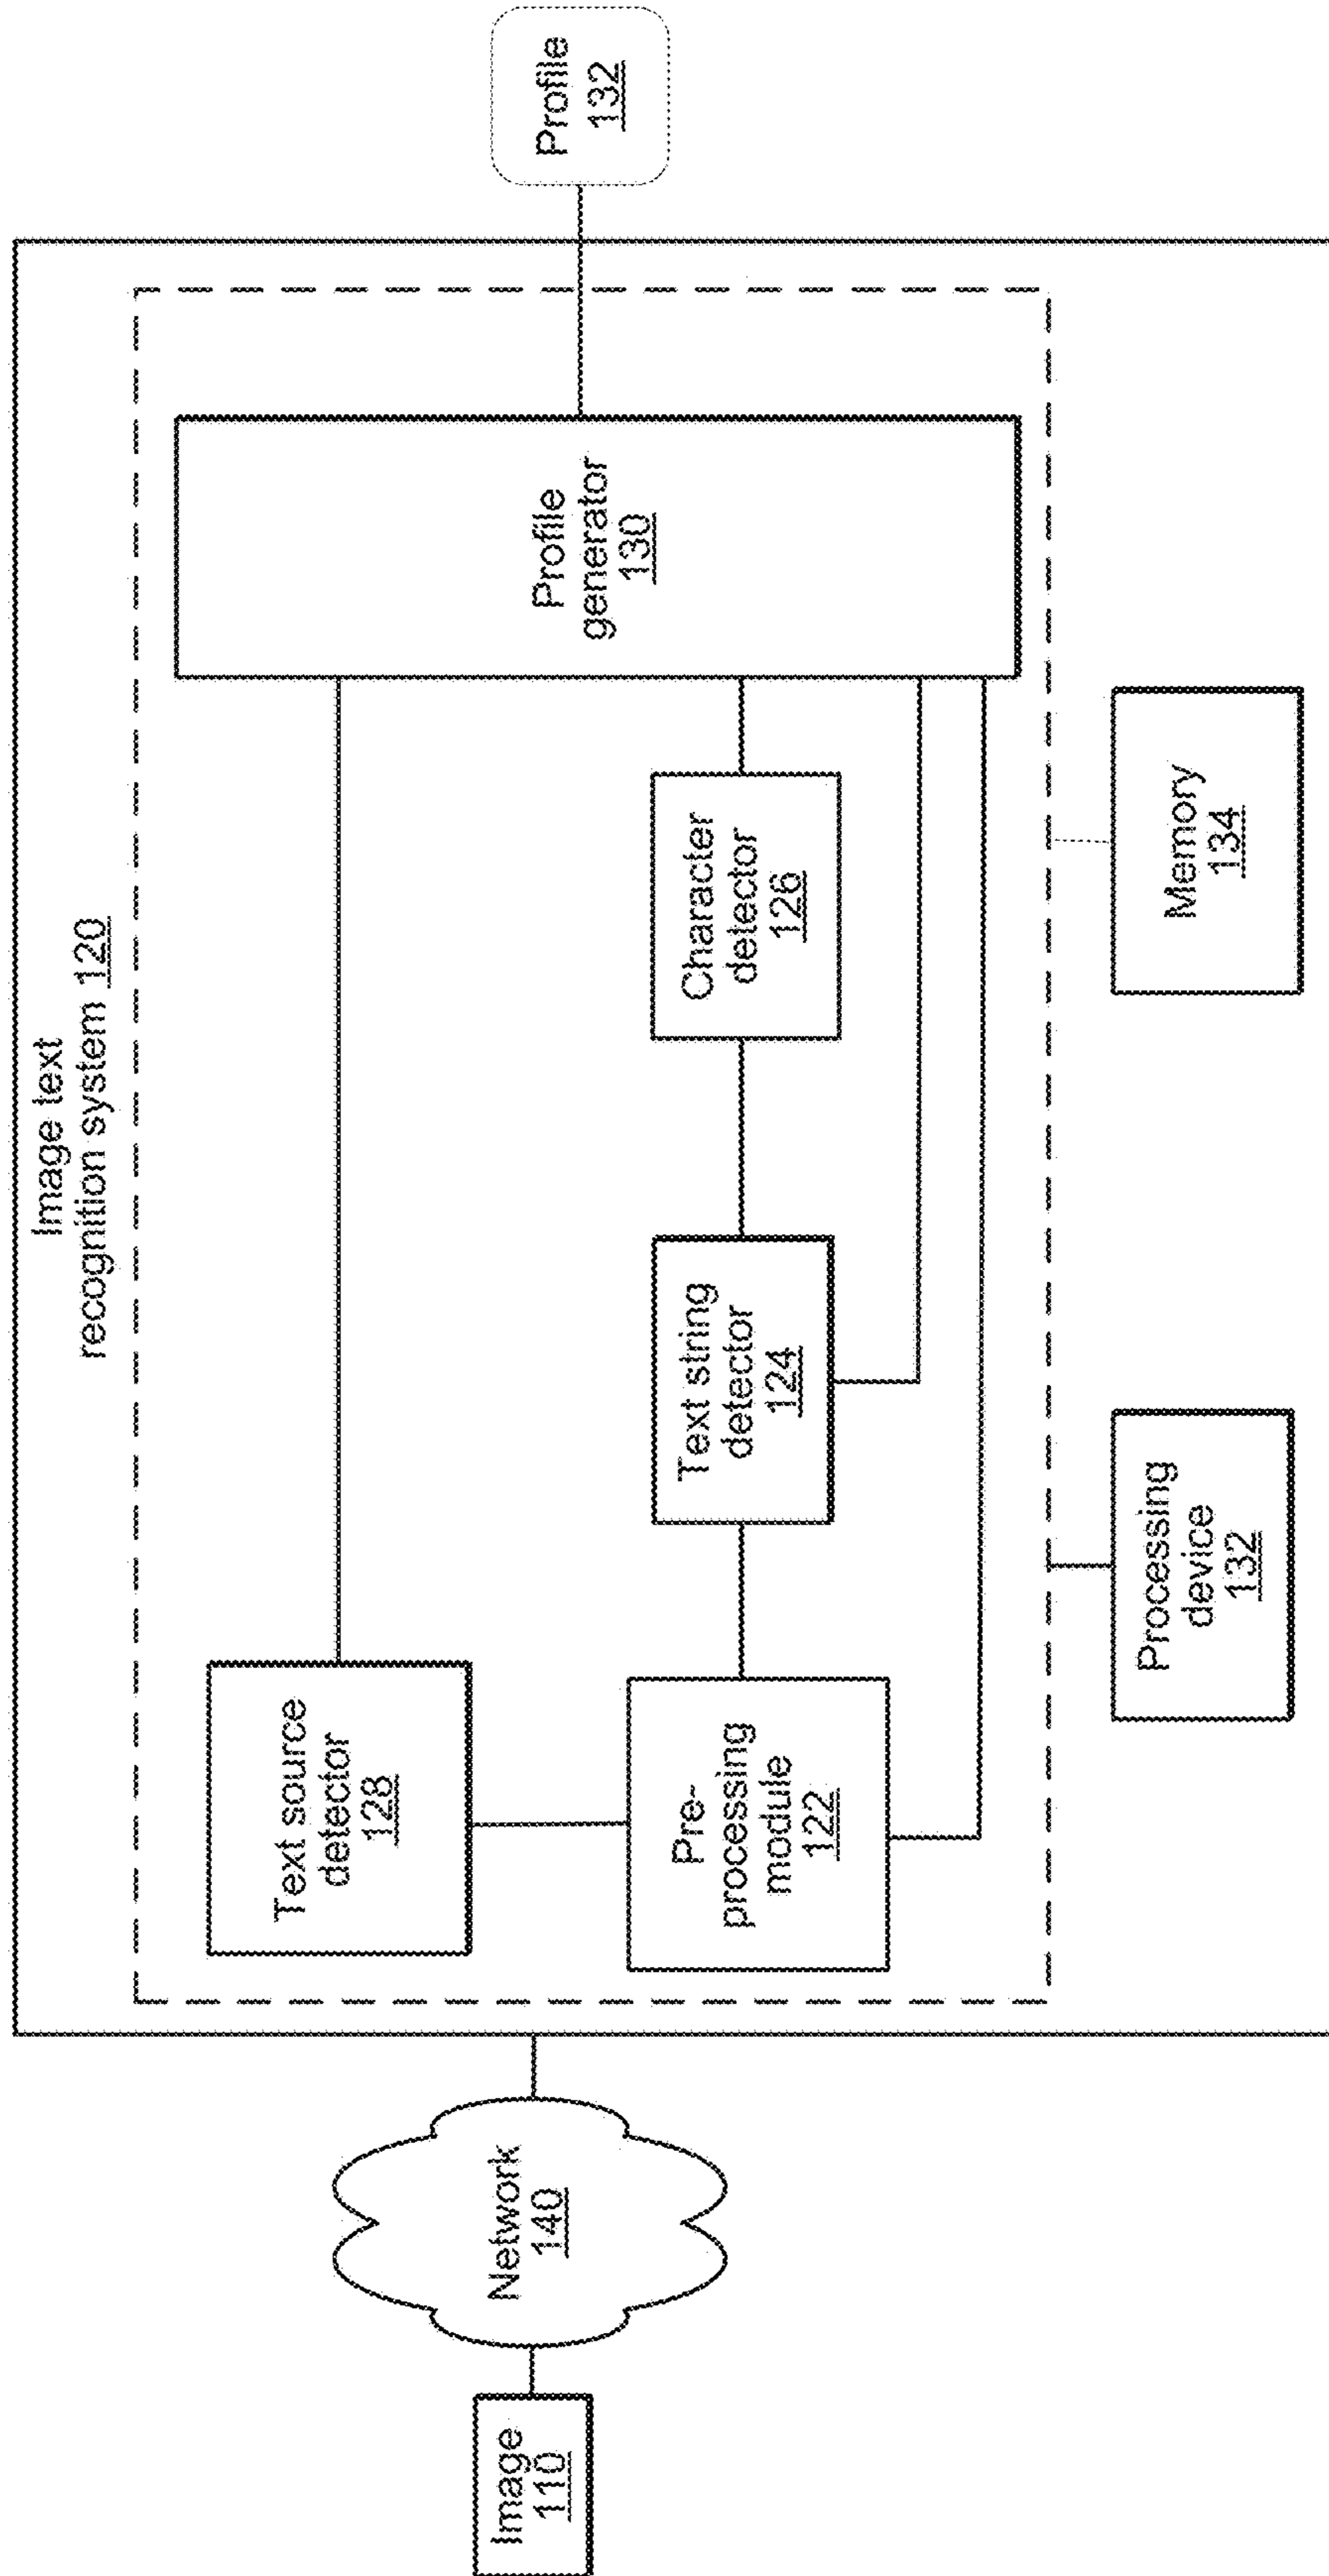 Image text
recognition system 120
Image
110
Network
140
Text source
detector
128
Pre-
processing
module
122
Text string
detector
124
Character
detector
126
Profile
generator
130
Profile
132
Processing
device
132
Memory
134